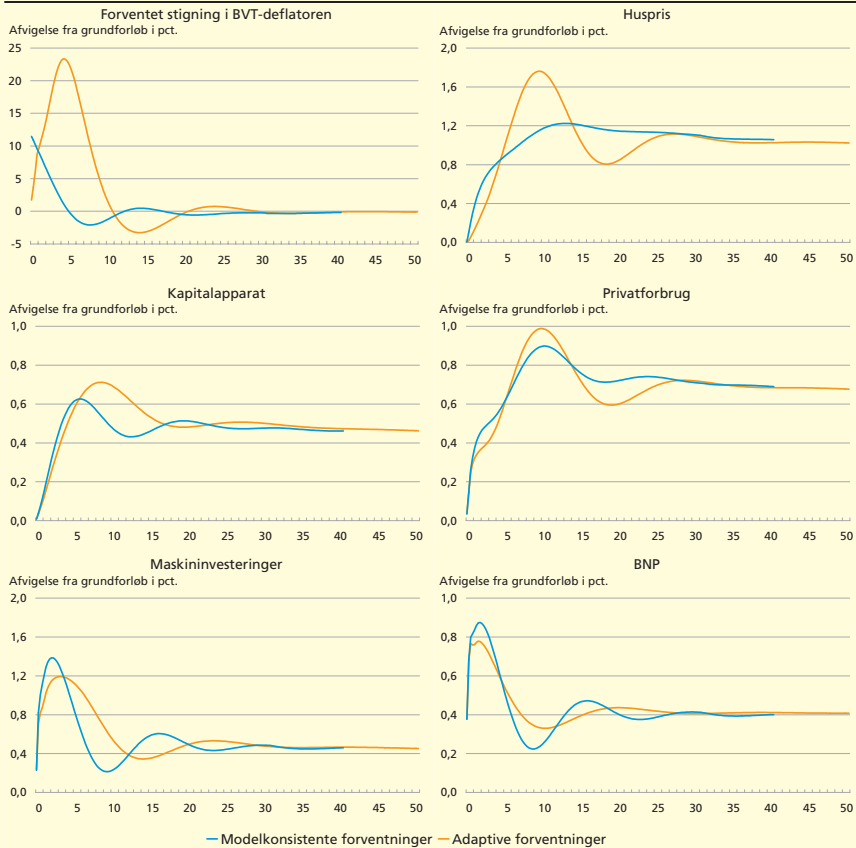 Forventet stigning i BVT-deflatoren
Afvigelse fra grundforløb i pct.
25
20
15
10
5
0
-5
0 5 10 15 20 25 30 35 40 45 50
Huspris
Afvigelse fra grundforløb i pct.
2,0
1,6
1,2
0,8
0,4
0,0
0 5 10 15 20 25 30 35 40 45 50
Kapitalapparat
Afvigelse fra grundforløb i pct.
1,0
0,8
0,6
0,4
0,2
0,0
0 5 10 15 20 25 30 35 40 45 50
Privatforbrug
Afvigelse fra grundforløb i pct.
1,0
0,8
0,6
0,4
0,2
0,0
0 5 10 15 20 25 30 35 40 45 50
Maskininvesteringer
Afvigelse fra grundforløb i pct.
2,0
1,6
1,2
0,8
0,4
0,0
0 5 10 15 20 25 30 35 40 45 50
BNP
Afvigelse fra grundforløb i pct.
1,0
0,8
0,6
0,4
0,2
0,0
0 5 10 15 20 25 30 35 40 45 50
Modelkonsistente forventninger Adaptive forventninger